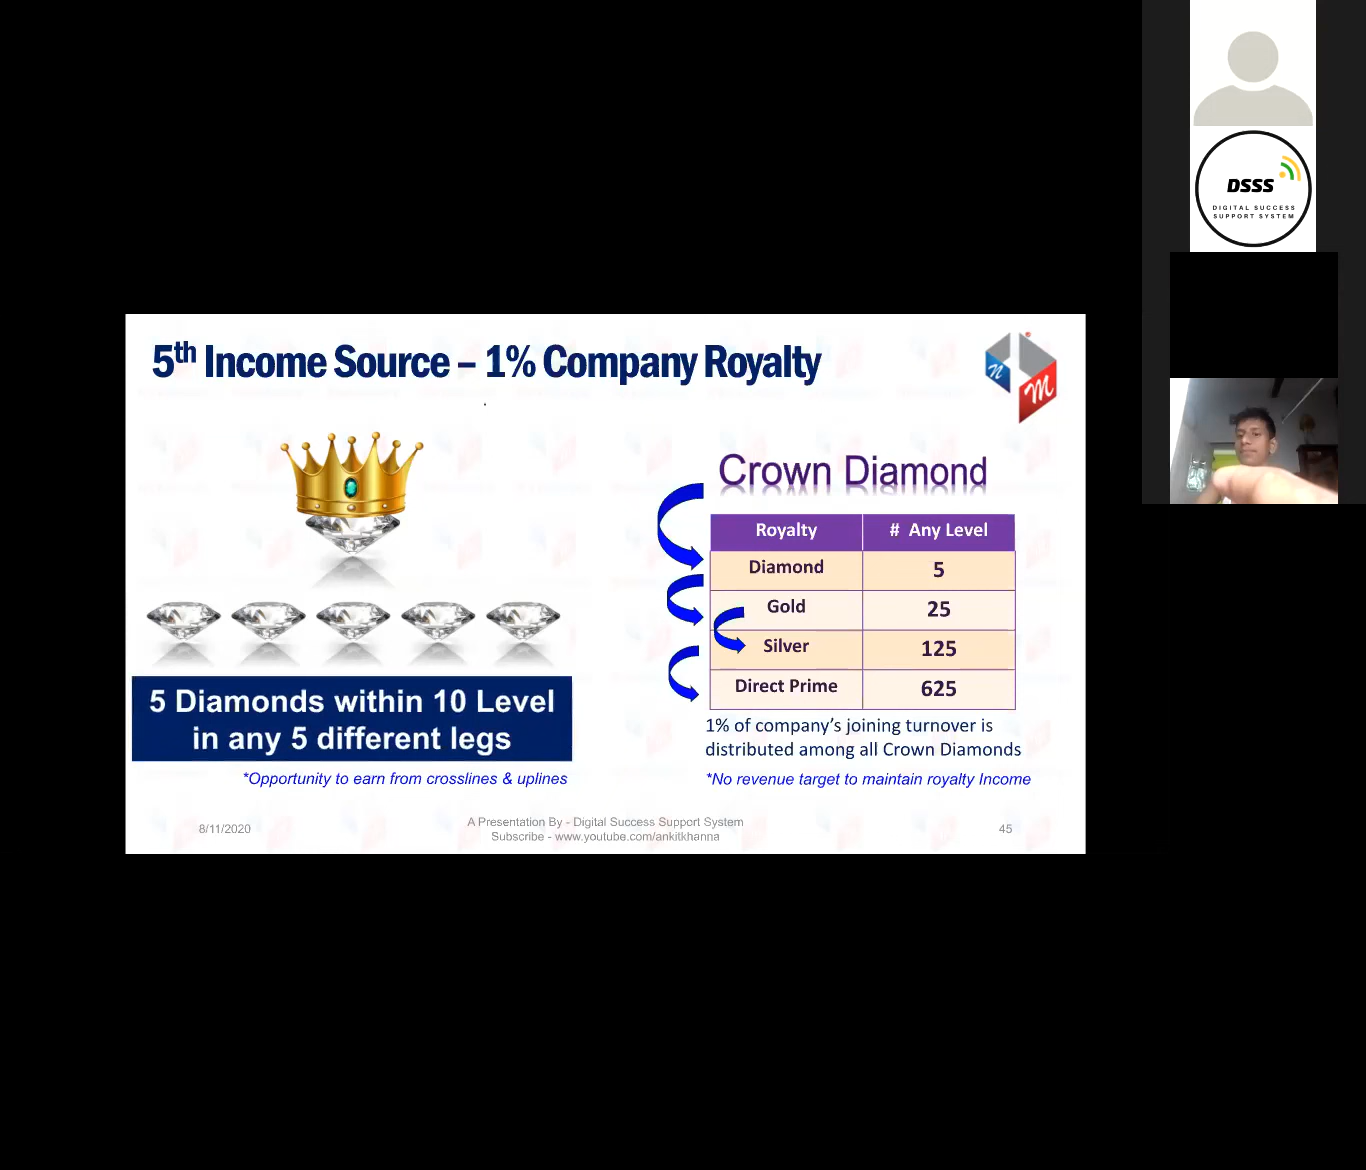 5th Income Source – 1% Company Royalty
n
M
Crown Diamond
Royalty # Any Level
Diamond 5
Gold 25
Silver 125
Direct Prime 625
5 Diamonds within 10 Level
in any 5 different legs
*Opportunity to earn from crosslines & uplines
1% of company’s joining turnover is
distributed among all Crown Diamonds
*No revenue target to maintain royalty Income
8/11/2020
A Presentation By - Digital Success Support System
Subscribe - www.youtube.com/ankitkhanna
45
DSSS
DIGITAL SUCCESS
SUPPORT SYSTEM